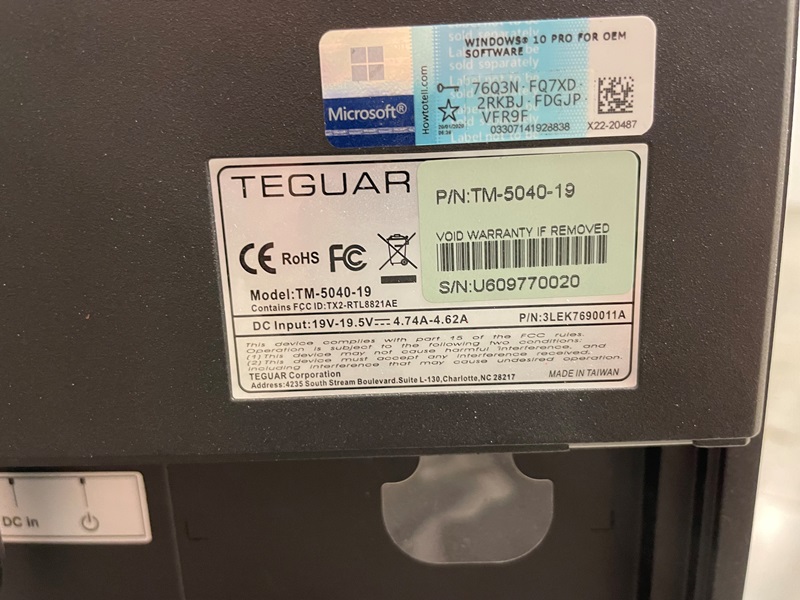 WINDOWS® 10 PRO FOR OEM
SOFTWARE
Microsoft®
Howtotell.com
76Q3N · FQ7XD ·
2RKBJ · FDGJP ·
VFR9F
03307141928838 X22-20487
TEGUAR
P/N:TM-5040-19
VOID WARRANTY IF REMOVED
S/N:U609770020
CE RoHS FC
Model:TM-5040-19
Contains FCC ID:TX2-RTL8821AE
DC Input:19V-19.5V 4.74A-4.62A P/N:3LEK7690011A
This device complies with part 15 of the FCC rules.
Operation is subject to the following two conditions:
(1)This device may not cause harmful interference, and
(2)This device must accept any interference received,
including interference that may cause undesired operation.
TEGUAR Corporation
MADE IN TAIWAN
Address:4235 South Stream Boulevard.Suite L-130,Charlotte,NC 28217
DC in